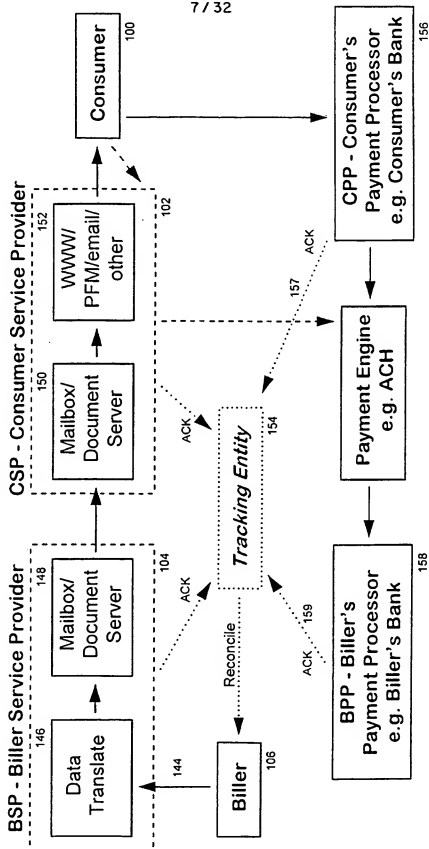 7 / 32
BSP - Biller Service Provider
146
Data
Translate
148
Mailbox/
Document
Server
104
CSP - Consumer Service Provider
150
Mailbox/
Document
Server
152
WWW/
PFM/email/
other
102
100
Consumer
144
Biller
106
Reconcile
ACK
ACK
ACK
157
Tracking Entity
154
ACK
159
BPP - Biller's
Payment Processor
e.g. Biller's Bank
158
Payment Engine
e.g. ACH
CPP - Consumer's
Payment Processor
e.g. Consumer's Bank
156